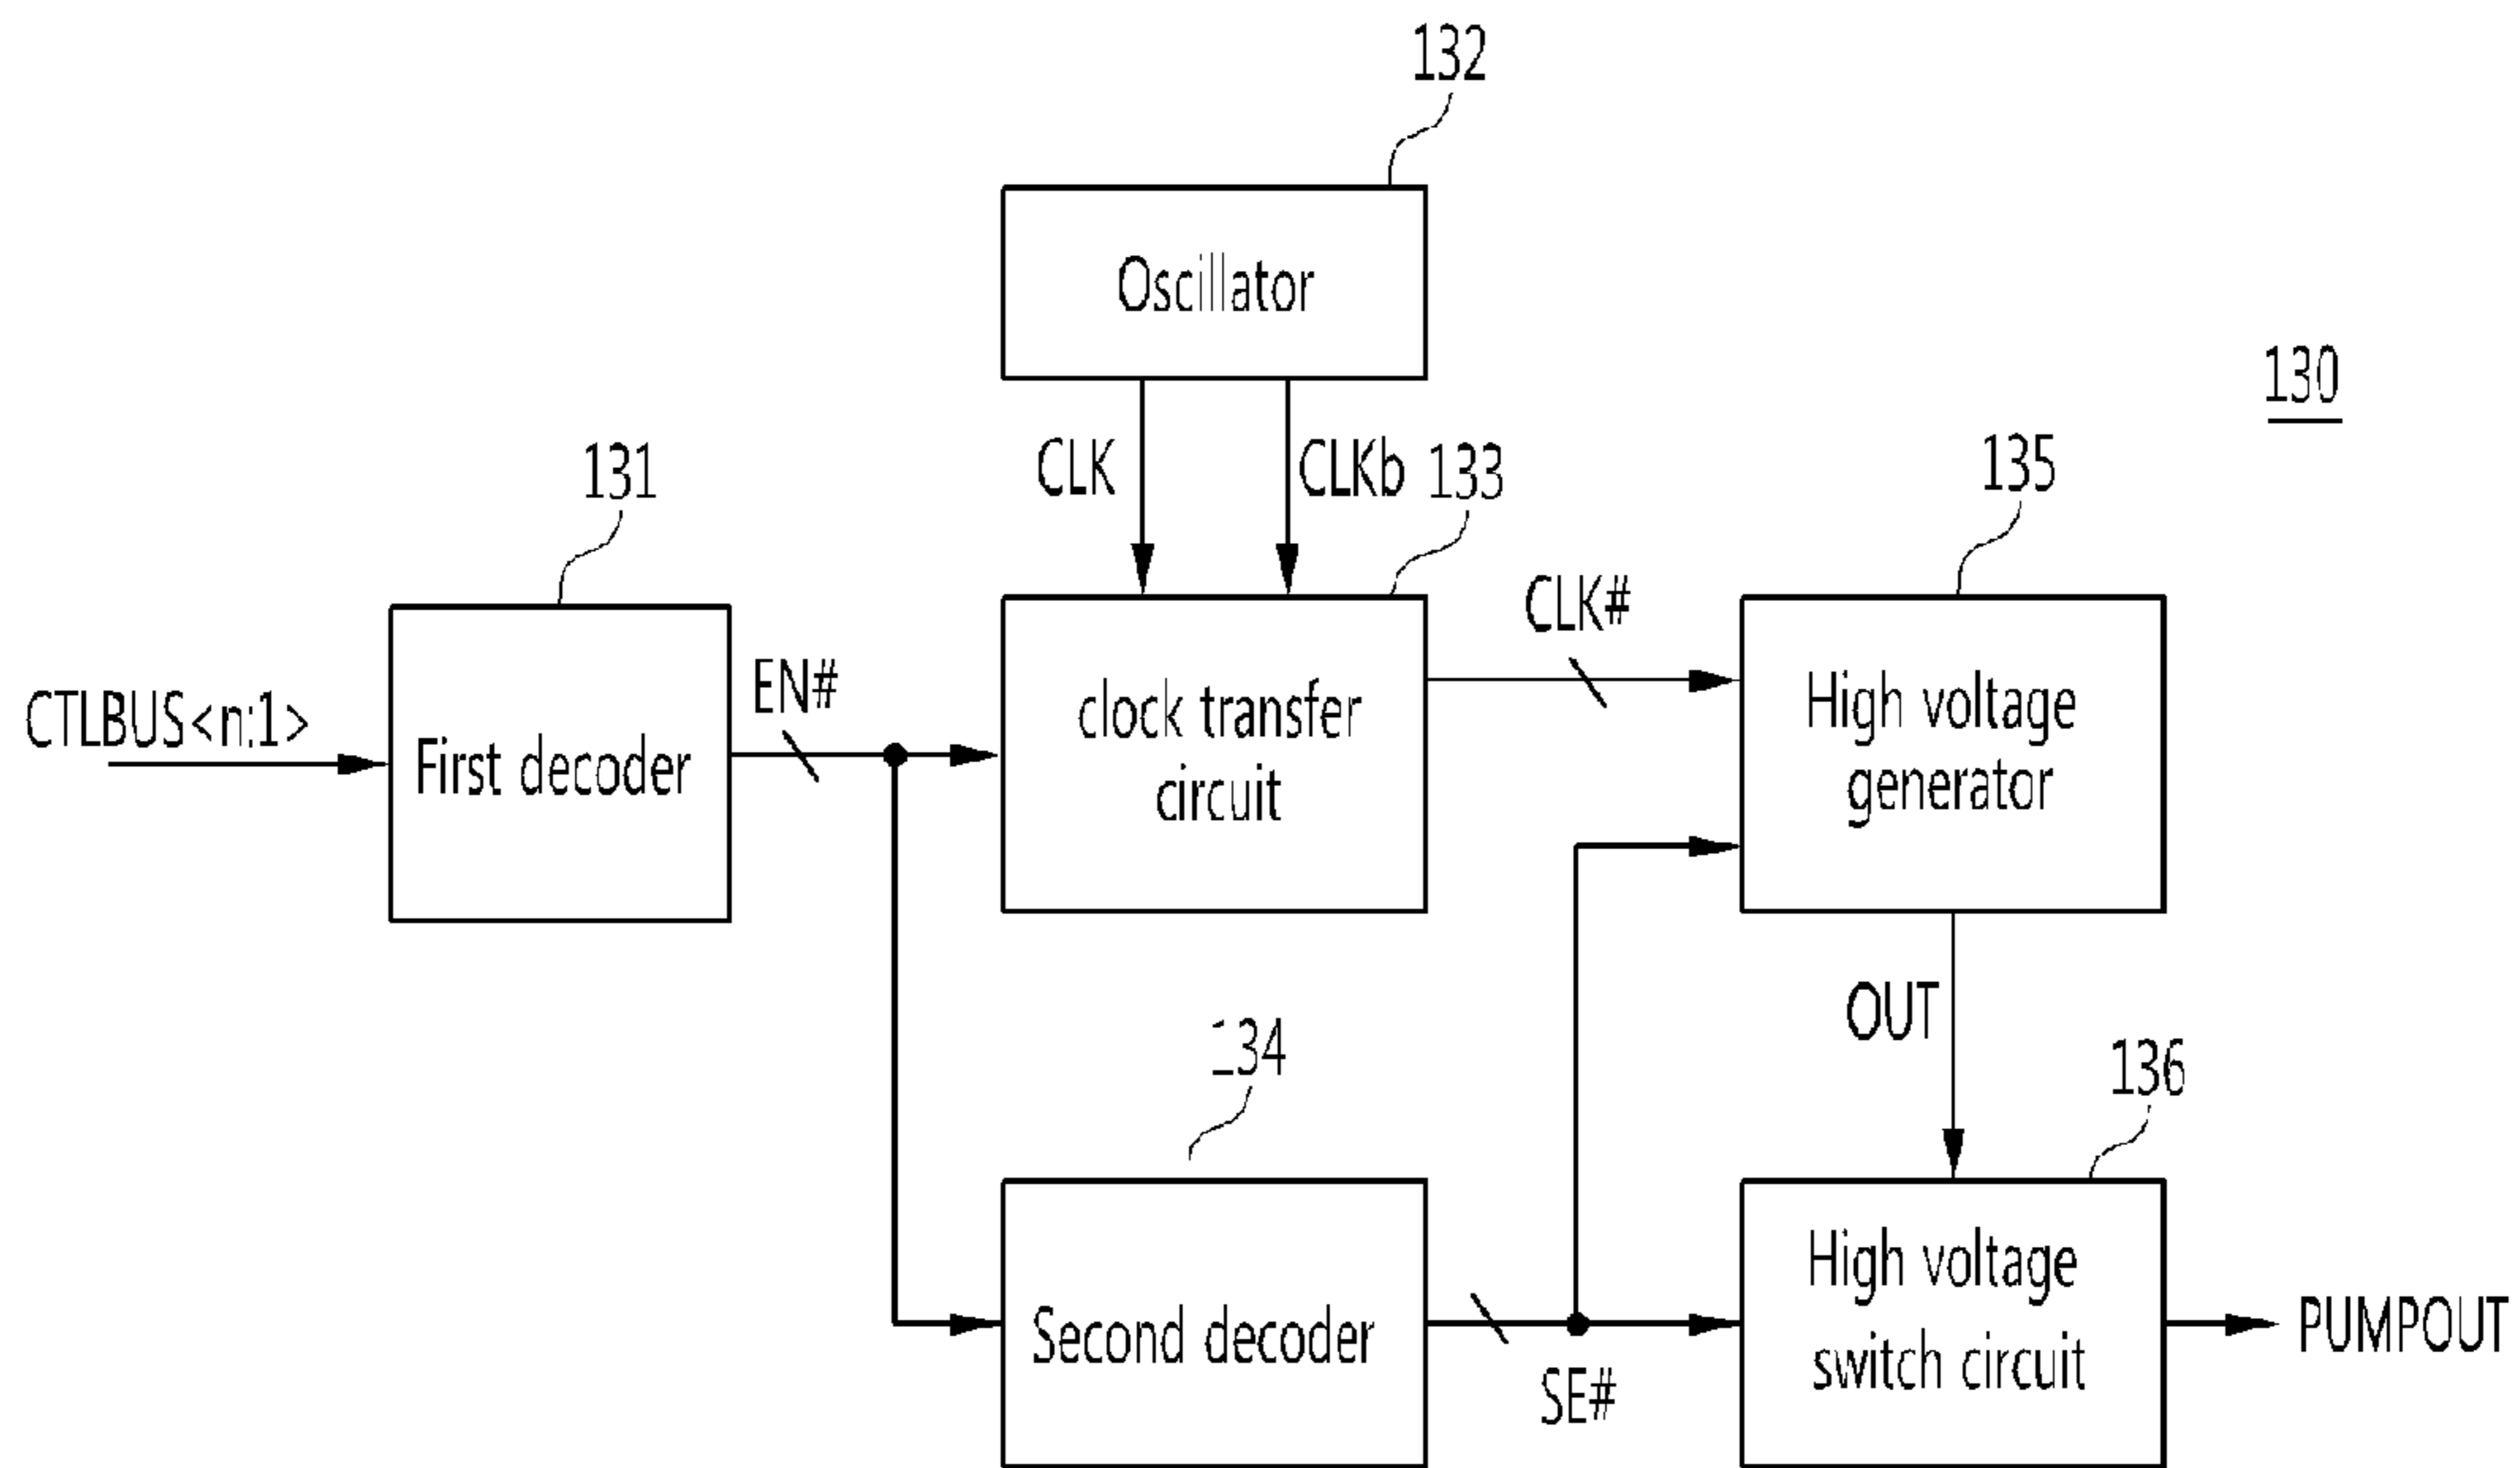 132
Oscillator
130
CLK
CLKb
133
135
131
CLK#
EN#
CTLBUS<n:1>
First decoder
clock transfer
circuit
High voltage
generator
OUT
134
136
Second decoder
SE#
High voltage
switch circuit
PUMPOUT